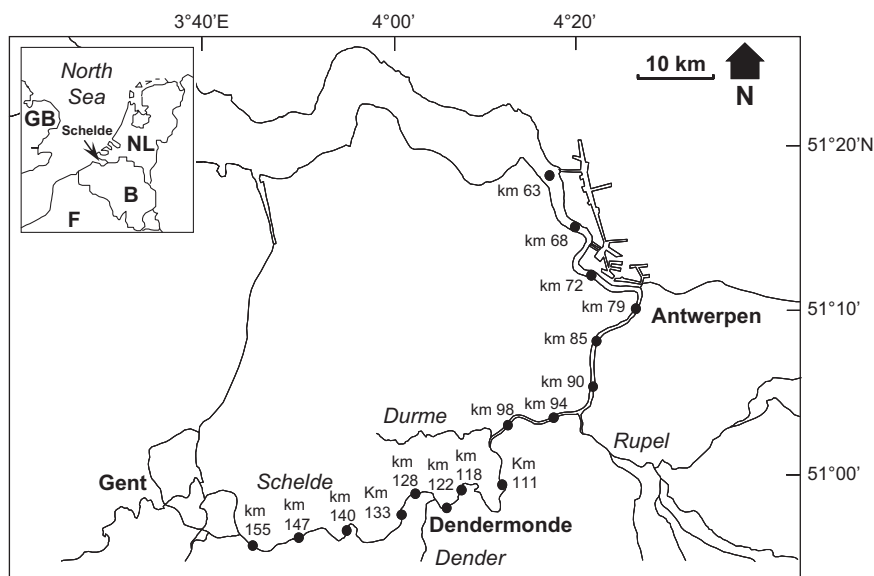 3°40'E
4°00'
4°20'
North
Sea
GB
Schelde
NL
B
F
10 km
N
51°20'N
km 63
km 68
km 72
km 79
Antwerpen
51°10'
km 85
km 90
km 94
km 98
Durme
Rupel
km
118
Km
111
km
128
km
122
51°00'
Gent
Schelde
km
140
Km
133
km
147
km
155
Dendermonde
Dender